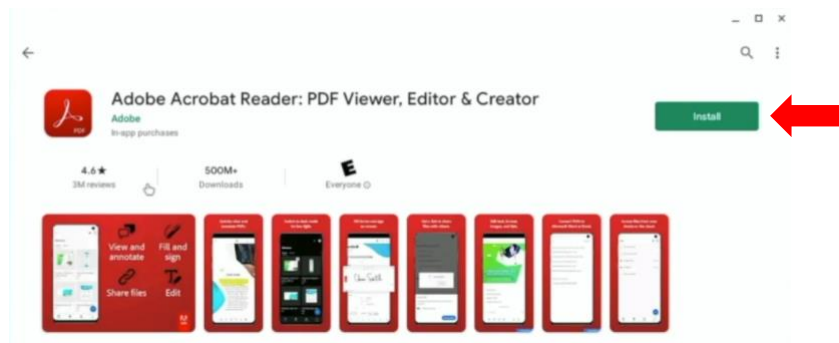 Adobe Acrobat Reader: PDF Viewer, Editor & Creator
Adobe
In-app purchases
PDF
Install
4.6★
3M reviews
500M+
Downloads
E
Everyone
View and
annotate
Fill and
sign
Share files
Edit